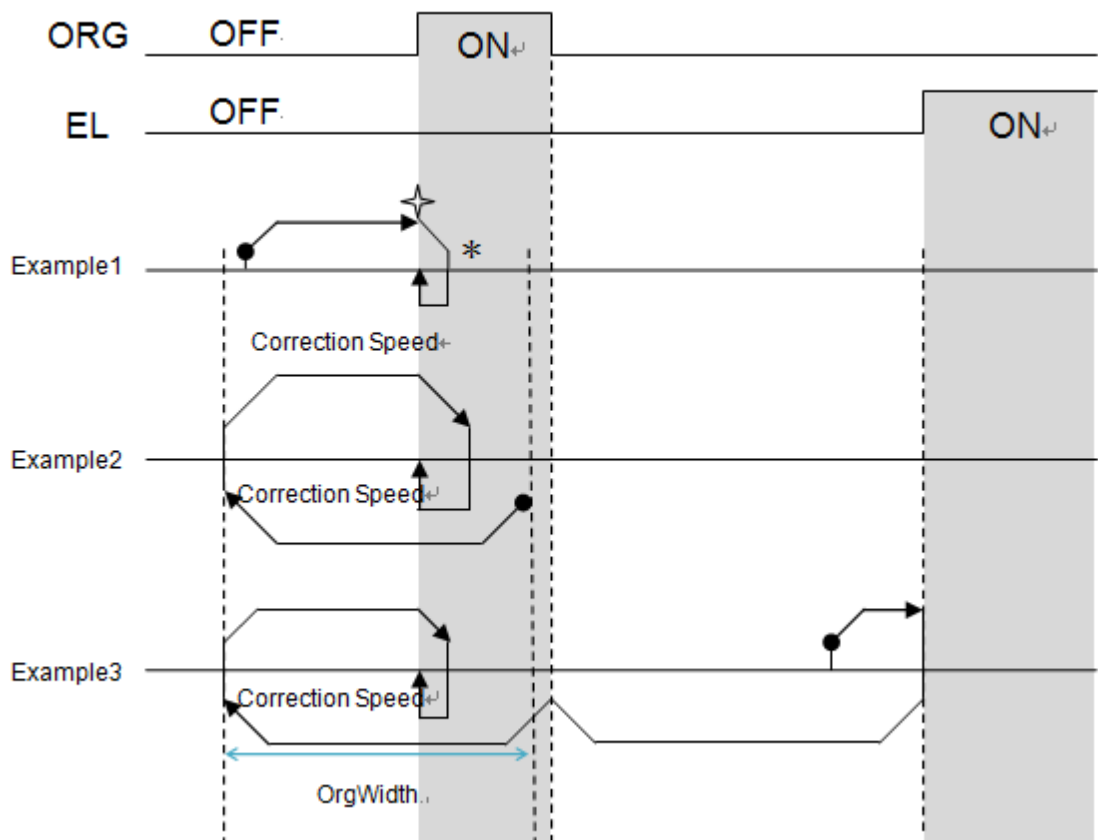 ORG OFF ON↵
EL OFF ON↵
Example1 *
Correction Speed↵
Example2
Correction Speed↵
Example3
Correction Speed↵
OrgWidth